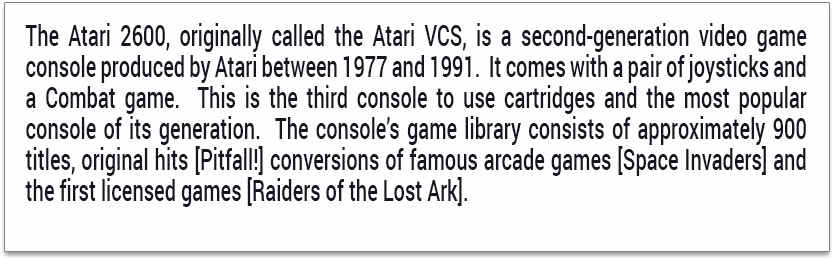 The Atari 2600, originally called the Atari VCS, is a second-generation video game
console produced by Atari between 1977 and 1991.  It comes with a pair of joysticks and
a Combat game.  This is the third console to use cartridges and the most popular
console of its generation.  The console's game library consists of approximately 900
titles, original hits [Pitfall!] conversions of famous arcade games [Space Invaders] and
the first licensed games [Raiders of the Lost Ark].